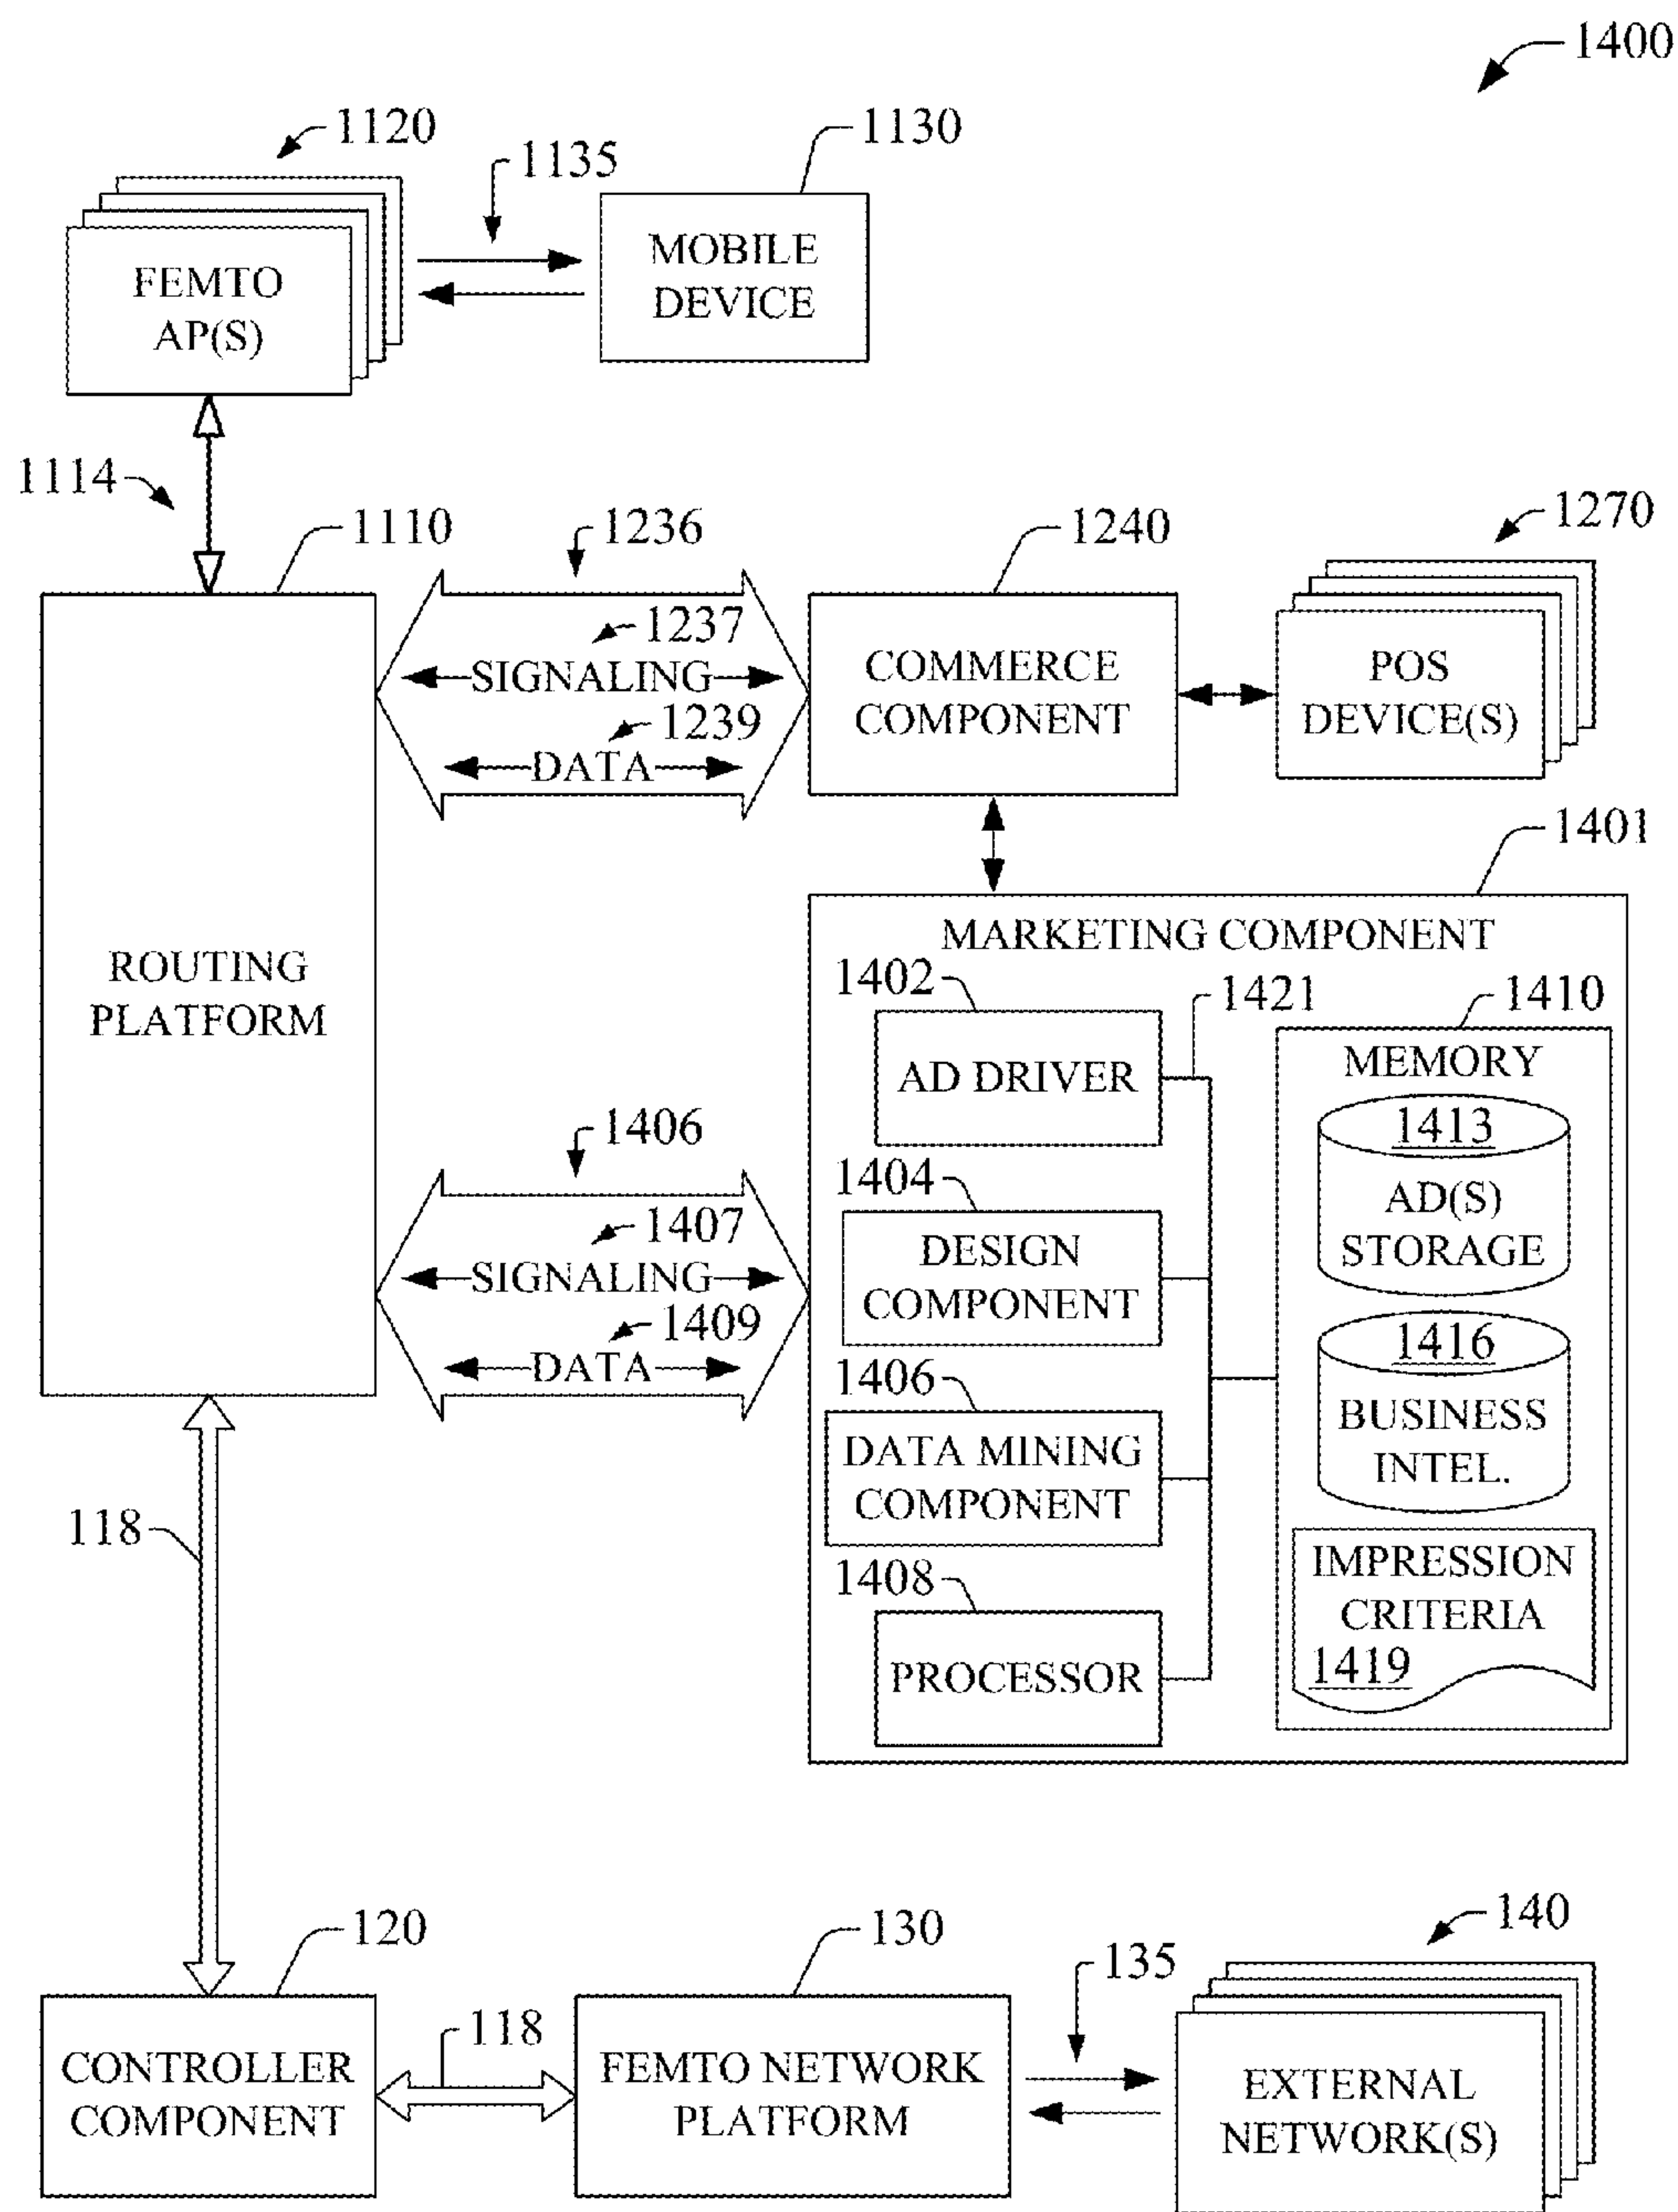 1400
1120
1135
1130
FEMTO
AP(S)
MOBILE
DEVICE
1114
1110
1236
1240
1270
ROUTING
PLATFORM
1237
SIGNALING
1239
DATA
COMMERCE
COMPONENT
POS
DEVICE(S)
1401
MARKETING COMPONENT
1402
1421
1410
AD DRIVER
MEMORY
1413
AD(S)
STORAGE
1406
1407
SIGNALING
1409
DATA
1404
DESIGN
COMPONENT
1416
BUSINESS
INTEL.
1406
DATA MINING
COMPONENT
1408
PROCESSOR
IMPRESSION
CRITERIA
1419
118
120
130
135
140
CONTROLLER
COMPONENT
118
FEMTO NETWORK
PLATFORM
EXTERNAL
NETWORK(S)